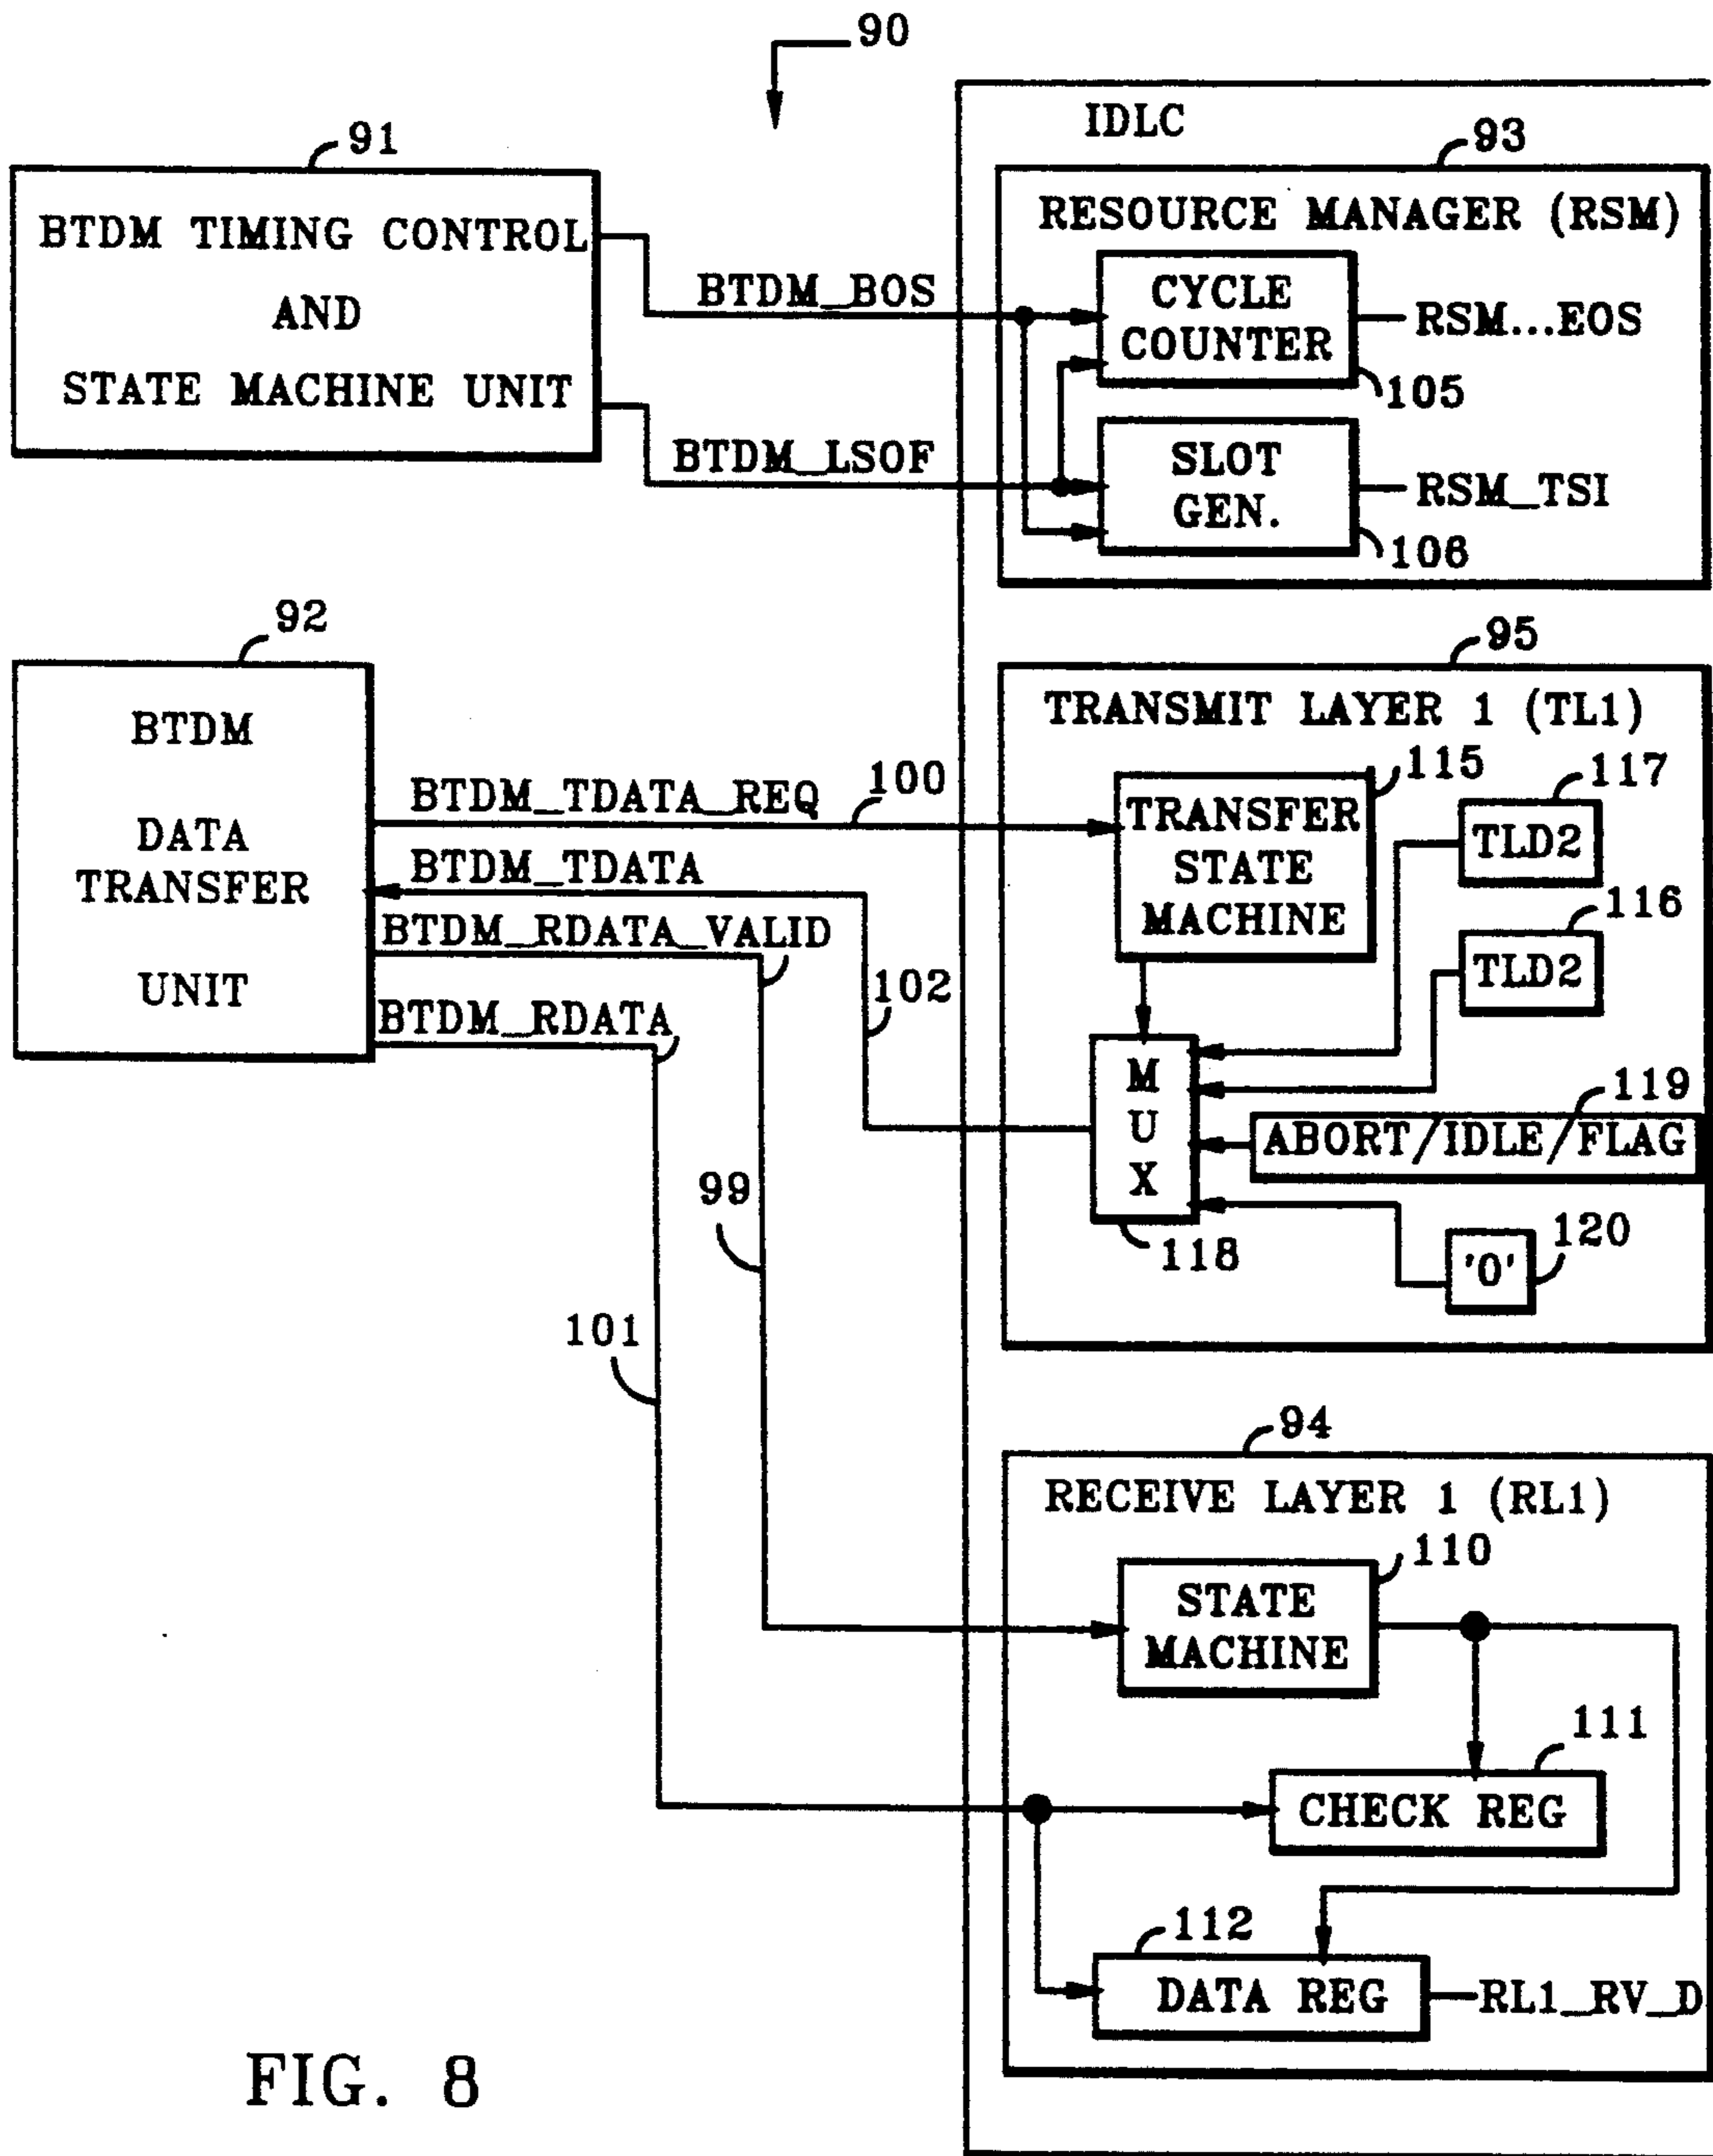 90
IDLC
91
BTDM TIMING CONTROL
AND
STATE MACHINE UNIT
BTDM_BOS
BTDM_LSOF
93
RESOURCE MANAGER (RSM)
CYCLE
COUNTER
RSM...EOS
105
SLOT
GEN.
RSM_TSI
106
92
BTDM
DATA
TRANSFER
UNIT
BTDM_TDATA_REQ
100
BTDM_TDATA
BTDM_RDATA_VALID
102
BTDM_RDATA
99
101
95
TRANSMIT LAYER 1 (TL1)
115
TRANSFER
STATE
MACHINE
117
TLD2
116
TLD2
M
U
X
118
119
ABORT/IDLE/FLAG
'0'
120
94
RECEIVE LAYER 1 (RL1)
110
STATE
MACHINE
111
CHECK REG
112
DATA REG
RL1_RV_D
FIG. 8